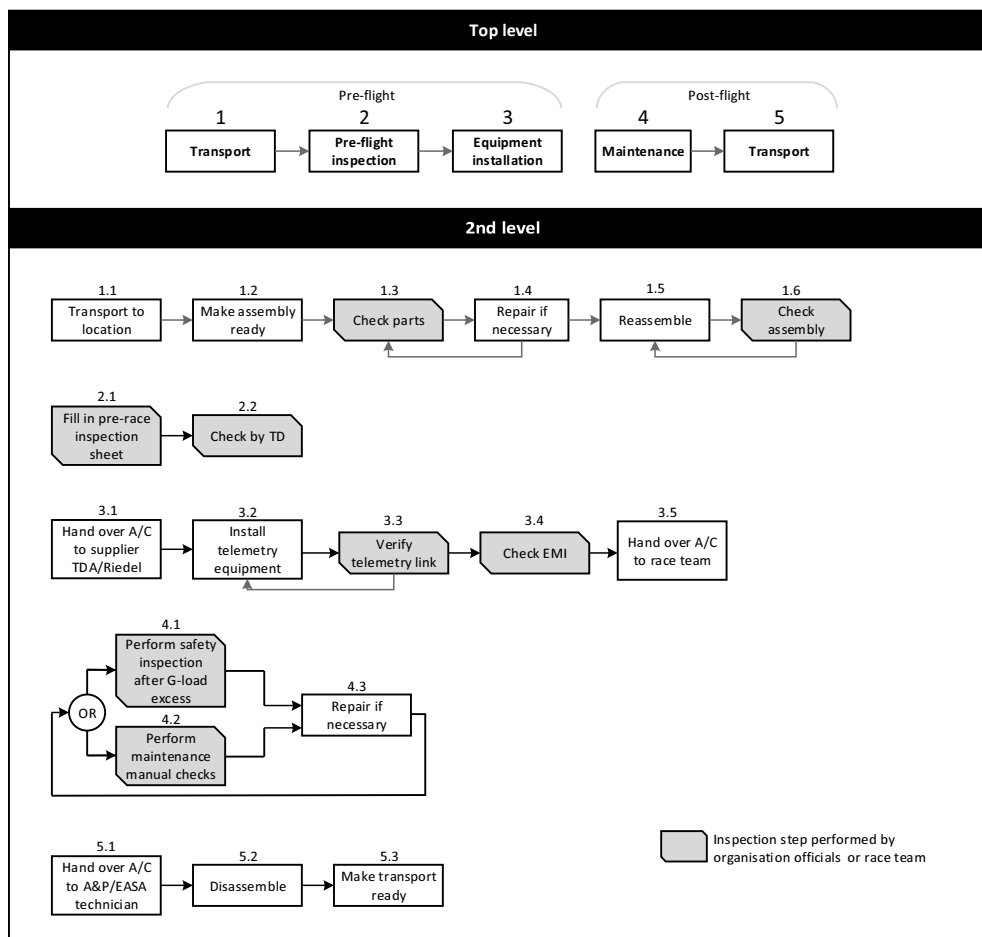 Top level
Pre-flight
Post-flight
1
2
3
4
5
Transport
Pre-flight
inspection
Equipment
installation
Maintenance
Transport
2nd level
1.1
1.2
1.3
1.4
1.5
1.6
Transport to
location
Make assembly
ready
Check parts
Repair if
necessary
Reassemble
Check
assembly
2.1
2.2
Fill in pre-race
inspection
sheet
Check by TD
3.1
3.2
3.3
3.4
3.5
Hand over A/C
to supplier
TDA/Riedel
Install
telemetry
equipment
Verify
telemetry link
Check EMI
Hand over A/C
to race team
4.1
Perform safety
inspection
after G-load
excess
OR
4.2
Perform
maintenance
manual checks
4.3
Repair if
necessary
Inspection step performed by
organisation officials or race team
5.1
5.2
5.3
Hand over A/C
to A&P/EASA
technician
Disassemble
Make transport
ready